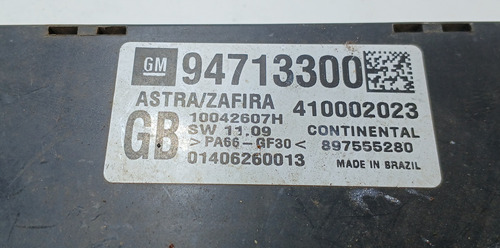 GM 94713300
ASTRA/ZAFIRA 410002023
GB 10042607H
SW 11.09 CONTINENTAL
>PA66-GF30< 897555280
01406260013 MADE IN BRAZIL